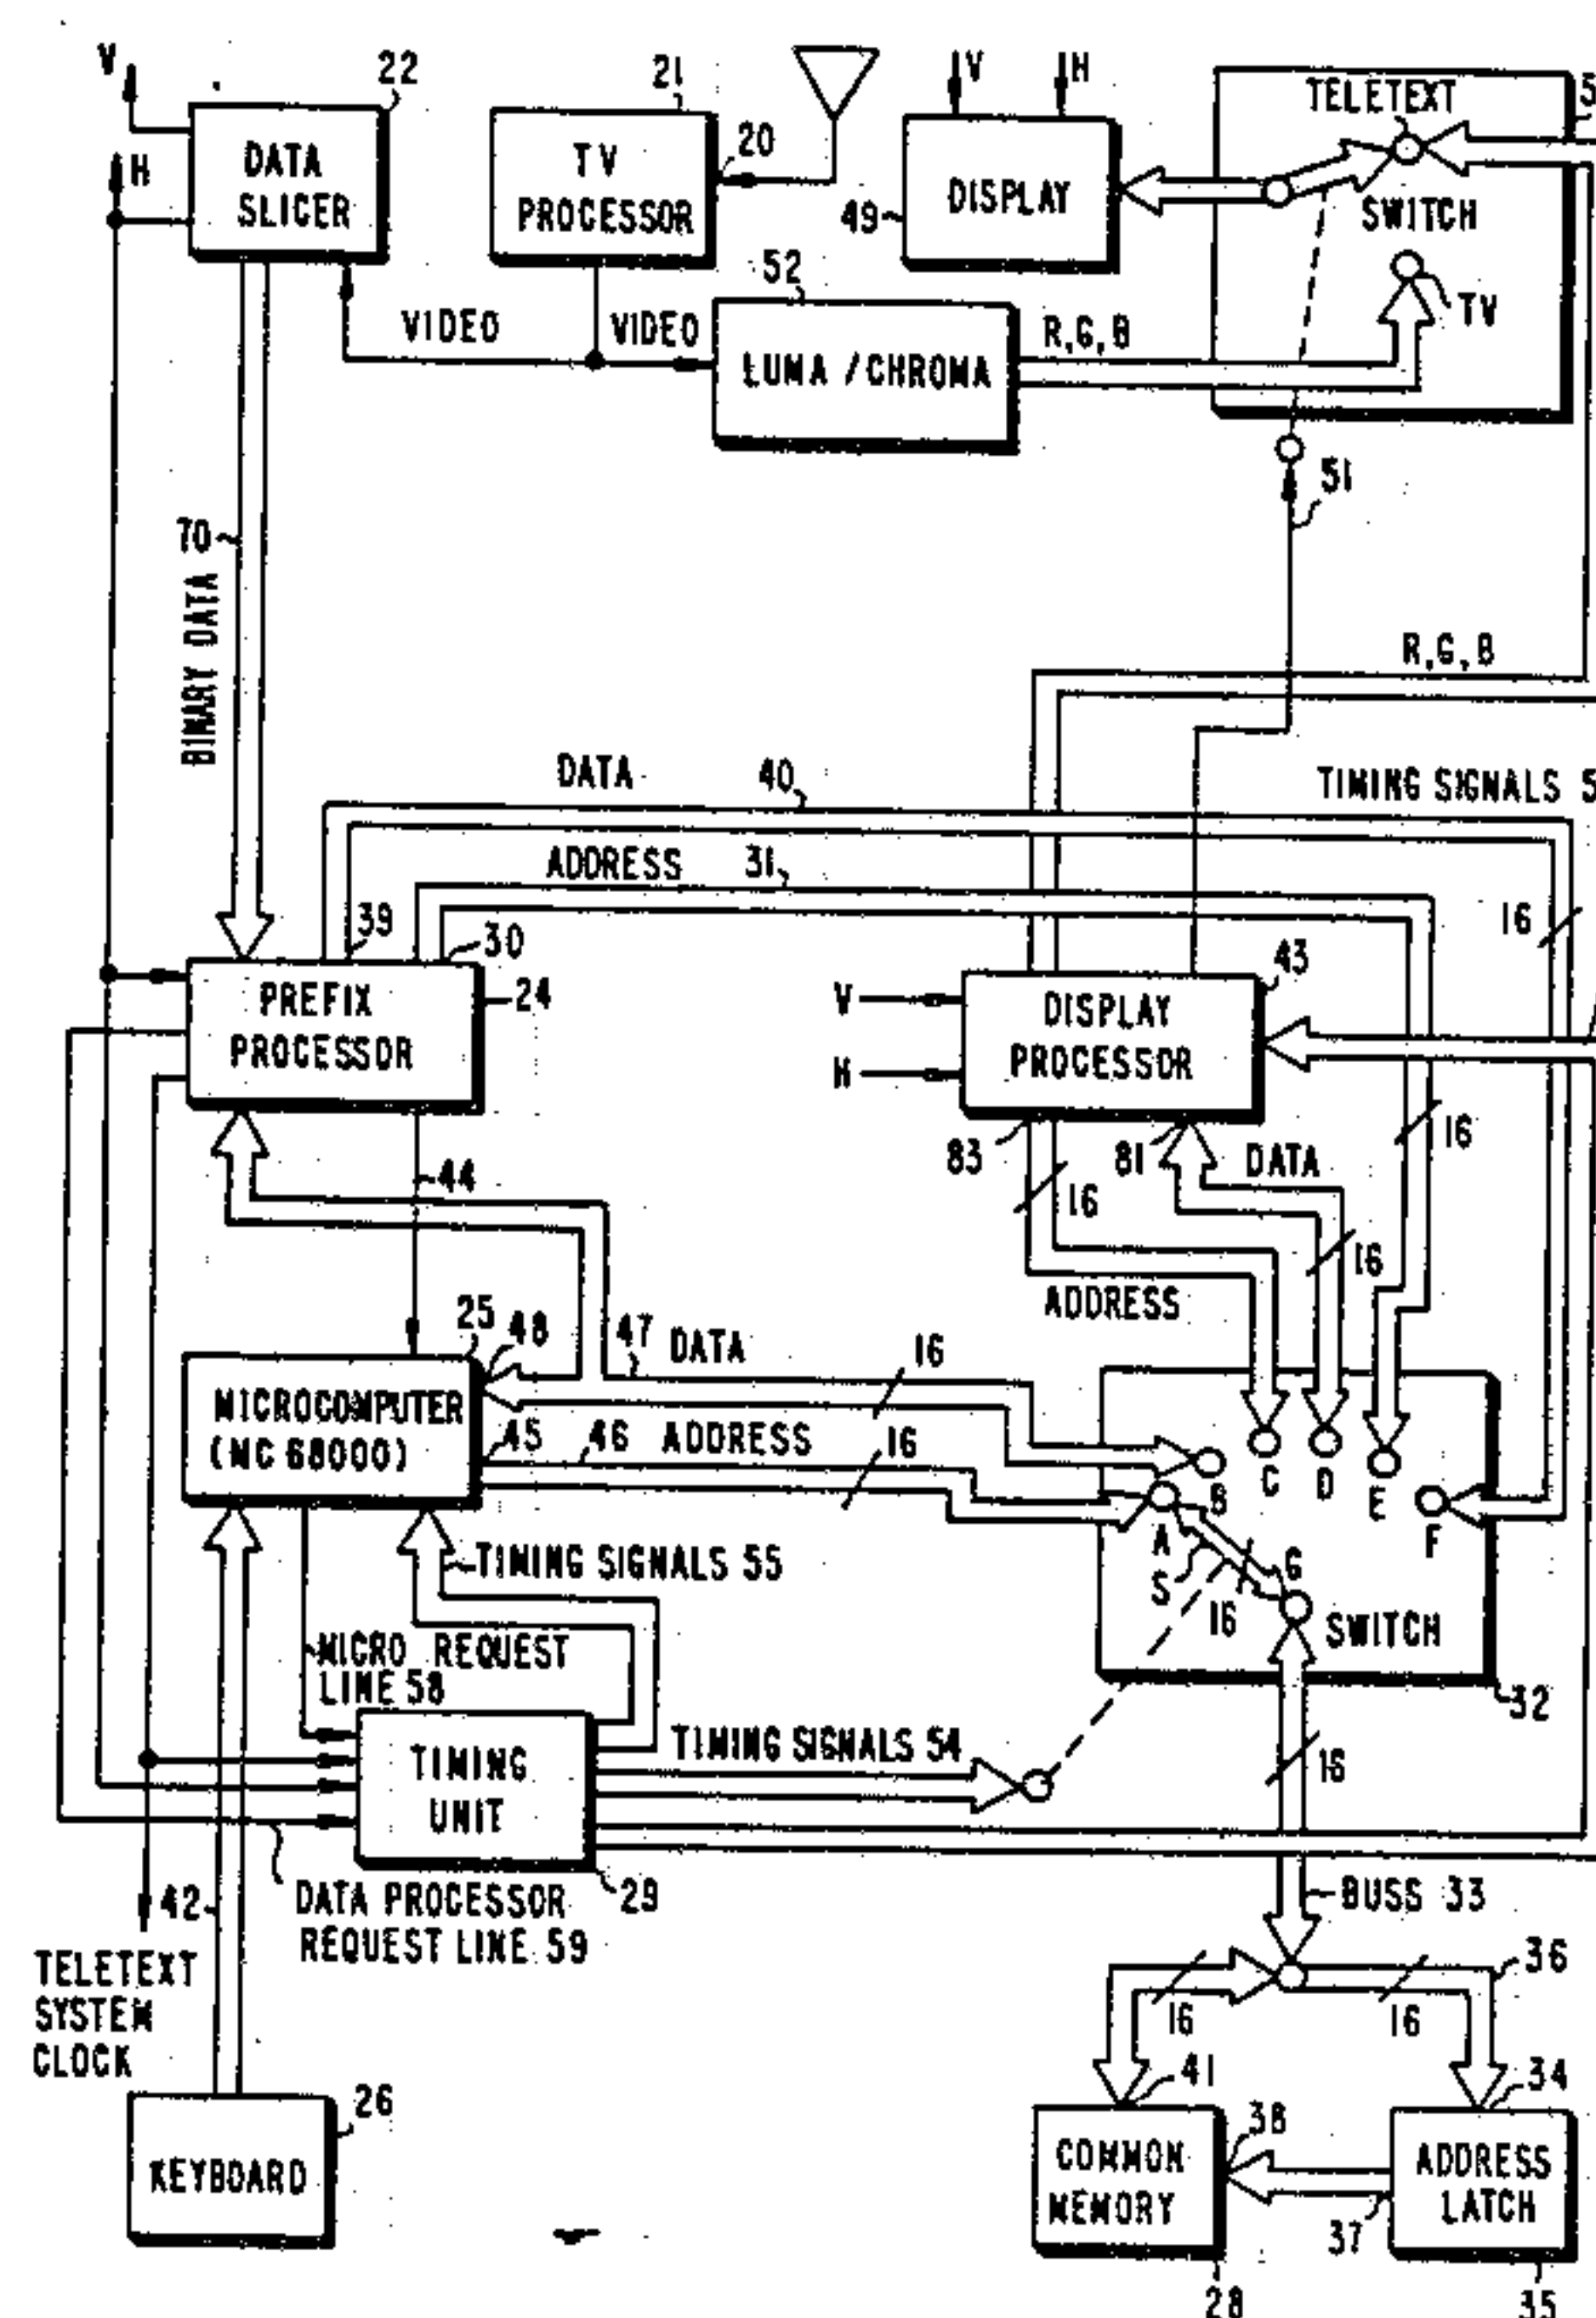 V
22
21
V
H
TELETEXT
5
H
DATA
SLICER
TV
PROCESSOR
20
DISPLAY
49
SWITCH
52
TV
VIDEO
VIDEO
LUMA / CHROMA
R,G,B
51
70
BINARY DATA
R,G,B
DATA
40
TIMING SIGNALS 5
ADDRESS
31
39
30
16
PREFIX
PROCESSOR
24
V
H
DISPLAY
PROCESSOR
43
16
44
83
81
DATA
16
16
ADDRESS
25
48
47
DATA
16
MICROCOMPUTER
(MC 68000)
45
46
ADDRESS
16
B
C
D
E
F
A
S
G
16
SWITCH
TIMING SIGNALS 55
MICRO REQUEST
LINE 58
32
TIMING
UNIT
TIMING SIGNALS 54
16
29
42
DATA PROCESSOR
REQUEST LINE 59
BUSS 33
TELETEXT
SYSTEM
CLOCK
16
16
36
26
41
34
KEYBOARD
COMMON
MEMORY
38
ADDRESS
LATCH
37
28
35